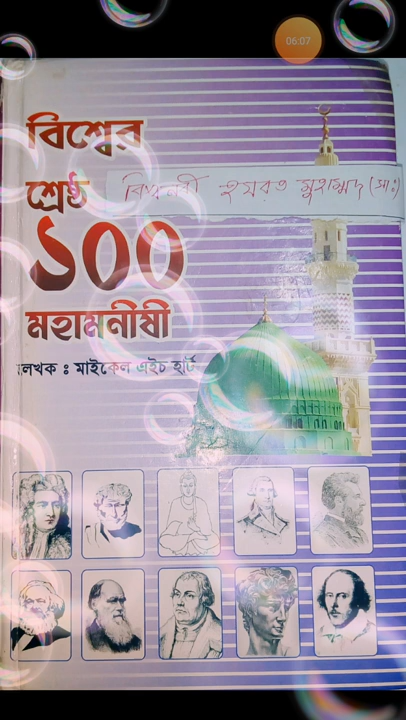 06:07
বিশ্বের
শ্রেষ্ঠ
বিশ্বনবী হযরত মুহাম্মদ (সাঃ)
১০০
মহামনীষী
লেখক : মাইকেল এইচ হার্ট